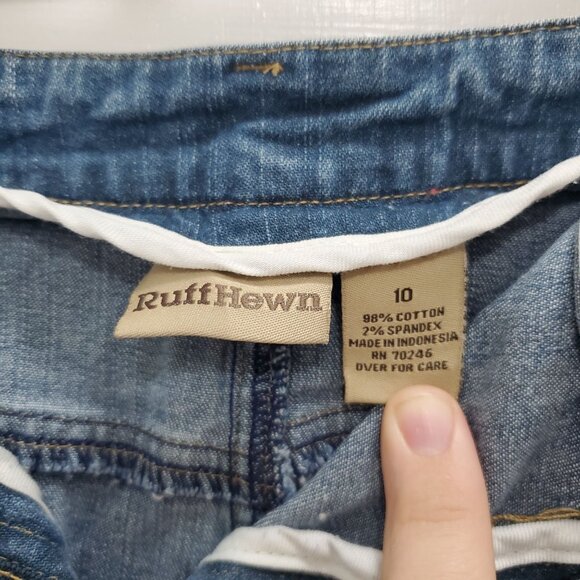 RuffHewn
10
98% COTTON
2% SPANDEX
MADE IN INDONESIA
RN 70246
OVER FOR CARE